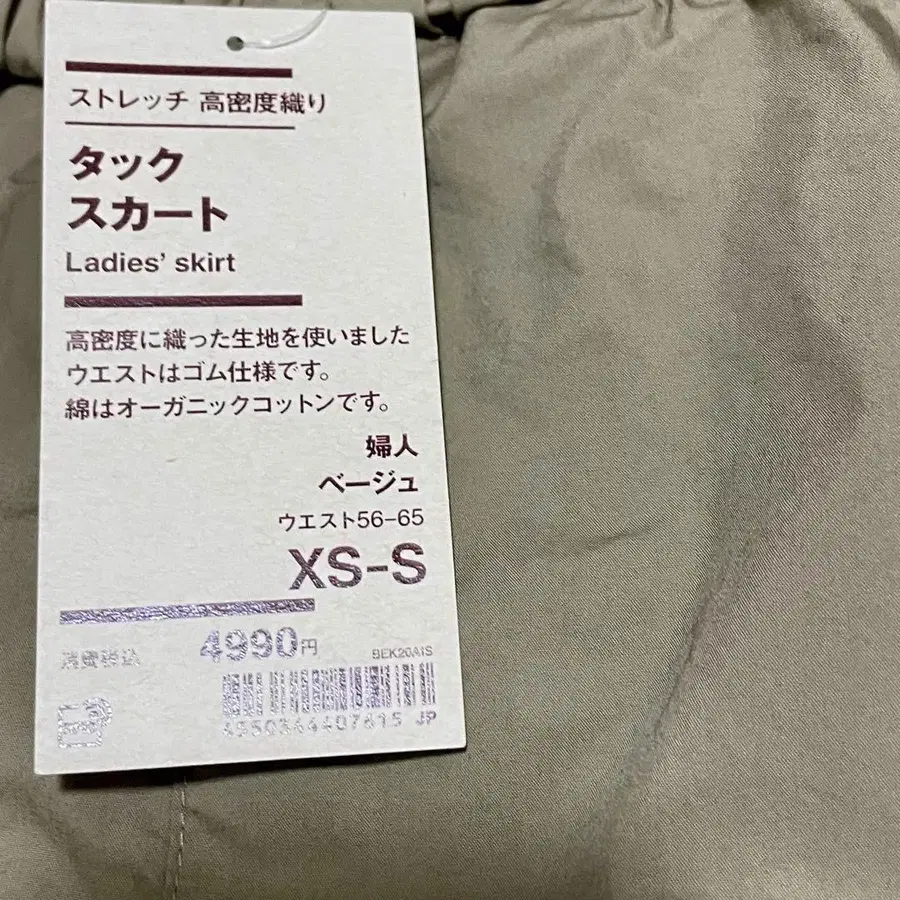 ストレッチ 高密度織り
タック
スカート
Ladies' skirt
高密度に織った生地を使いました
ウエストはゴム仕様です。
綿はオーガニックコットンです。
婦人
ベージュ
ウエスト56-65
XS-S
消費税込 4990円
BEK20A1S
4550344407615 JP